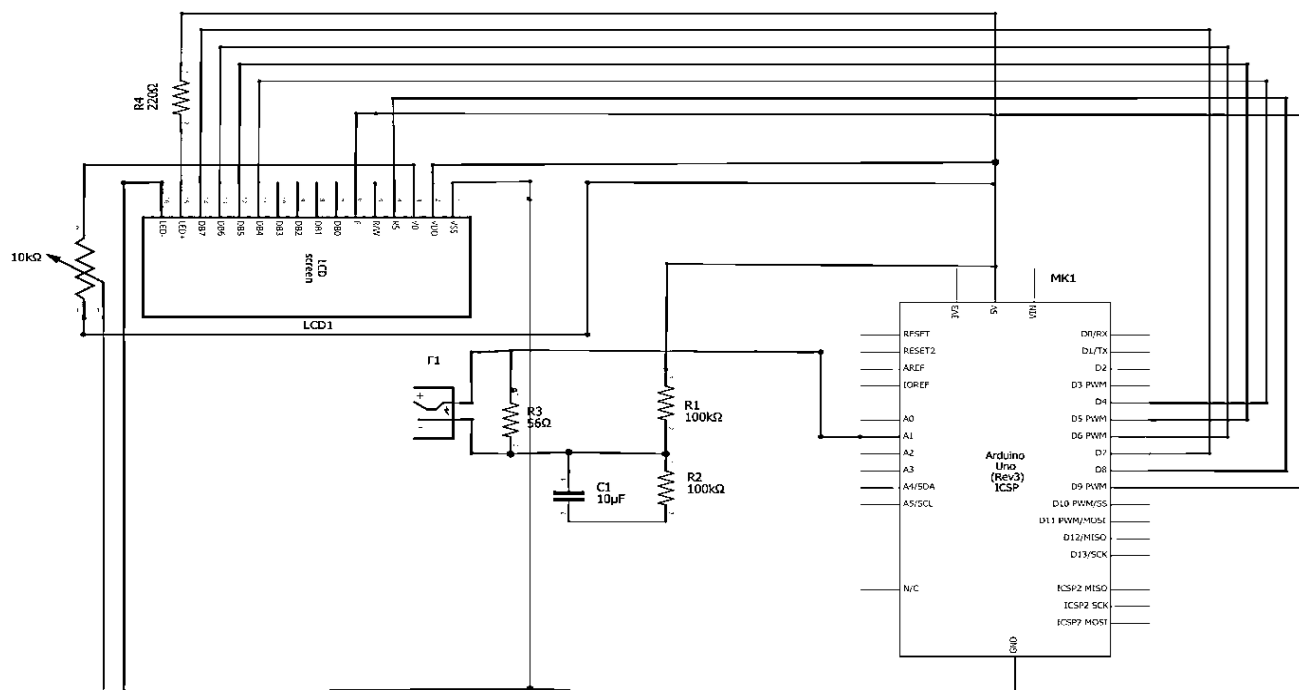 R4
220Ω
10kΩ
LED-
LED+
DB7
DB6
DB5
DB4
DB3
DB2
DB1
DB0
E
R/W
RS
V0
VDD
VSS
LCD
screen
LCD1
MK1
5V
VIN
RESET
RESET2
AREF
IOREF
A0
A1
A2
A3
A4/SDA
A5/SCL
N/C
Arduino
Uno
(Rev3)
ICSP
D0/RX
D1/TX
D2
D3 PWM
D4
D5 PWM
D6 PWM
D7
D8
D9 PWM
D10 PWM/SS
D11 PWM/MOSI
D12/MISO
D13/SCK
ICSP2 MISO
ICSP2 SCK
ICSP2 MOSI
GND
+
-
R3
56Ω
R1
100kΩ
R2
100kΩ
C1
10µF